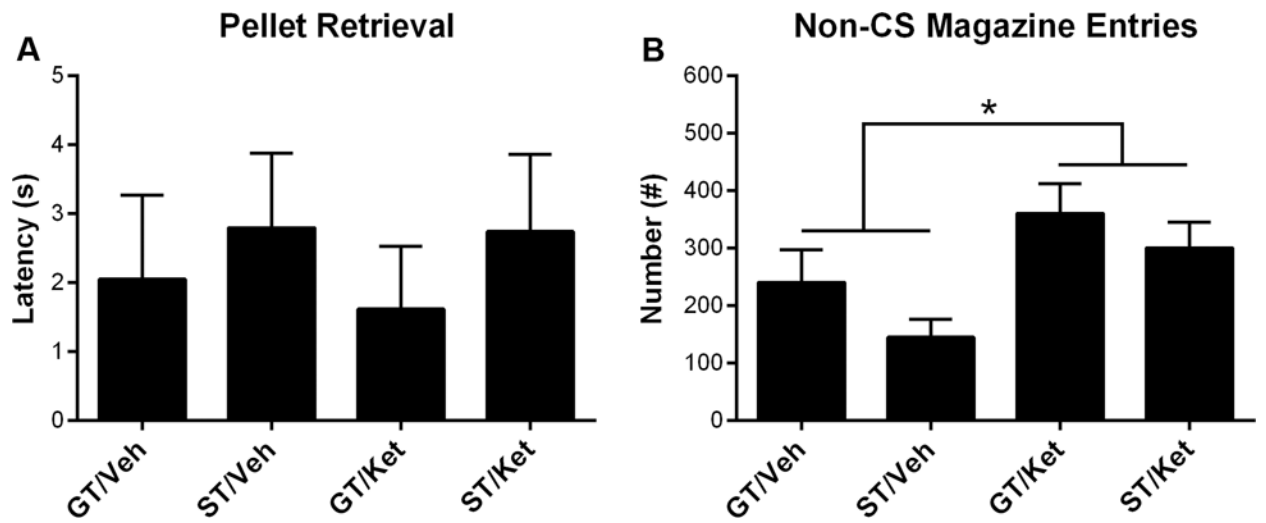 Pellet Retrieval
A
Latency (s)
5
4
3
2
1
0
GT/Veh
ST/Veh
GT/Ket
ST/Ket
Non-CS Magazine Entries
B
Number (#)
600
500
400
300
200
100
0
*
GT/Veh
ST/Veh
GT/Ket
ST/Ket